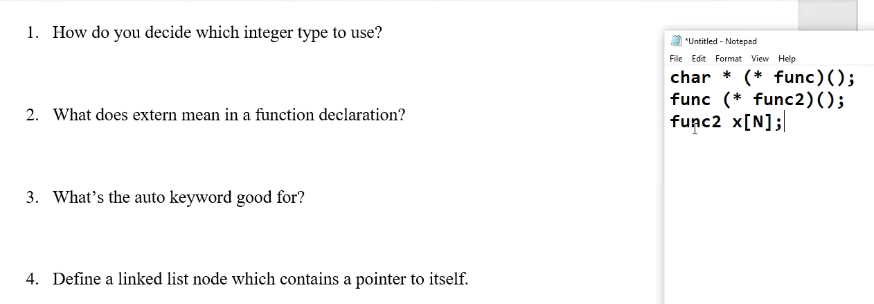 1. How do you decide which integer type to use?
2. What does extern mean in a function declaration?
3. What's the auto keyword good for?
4. Define a linked list node which contains a pointer to itself.
*Untitled - Notepad
File Edit Format View Help
char * (* func)();
func (* func2)();
func2 x[N];